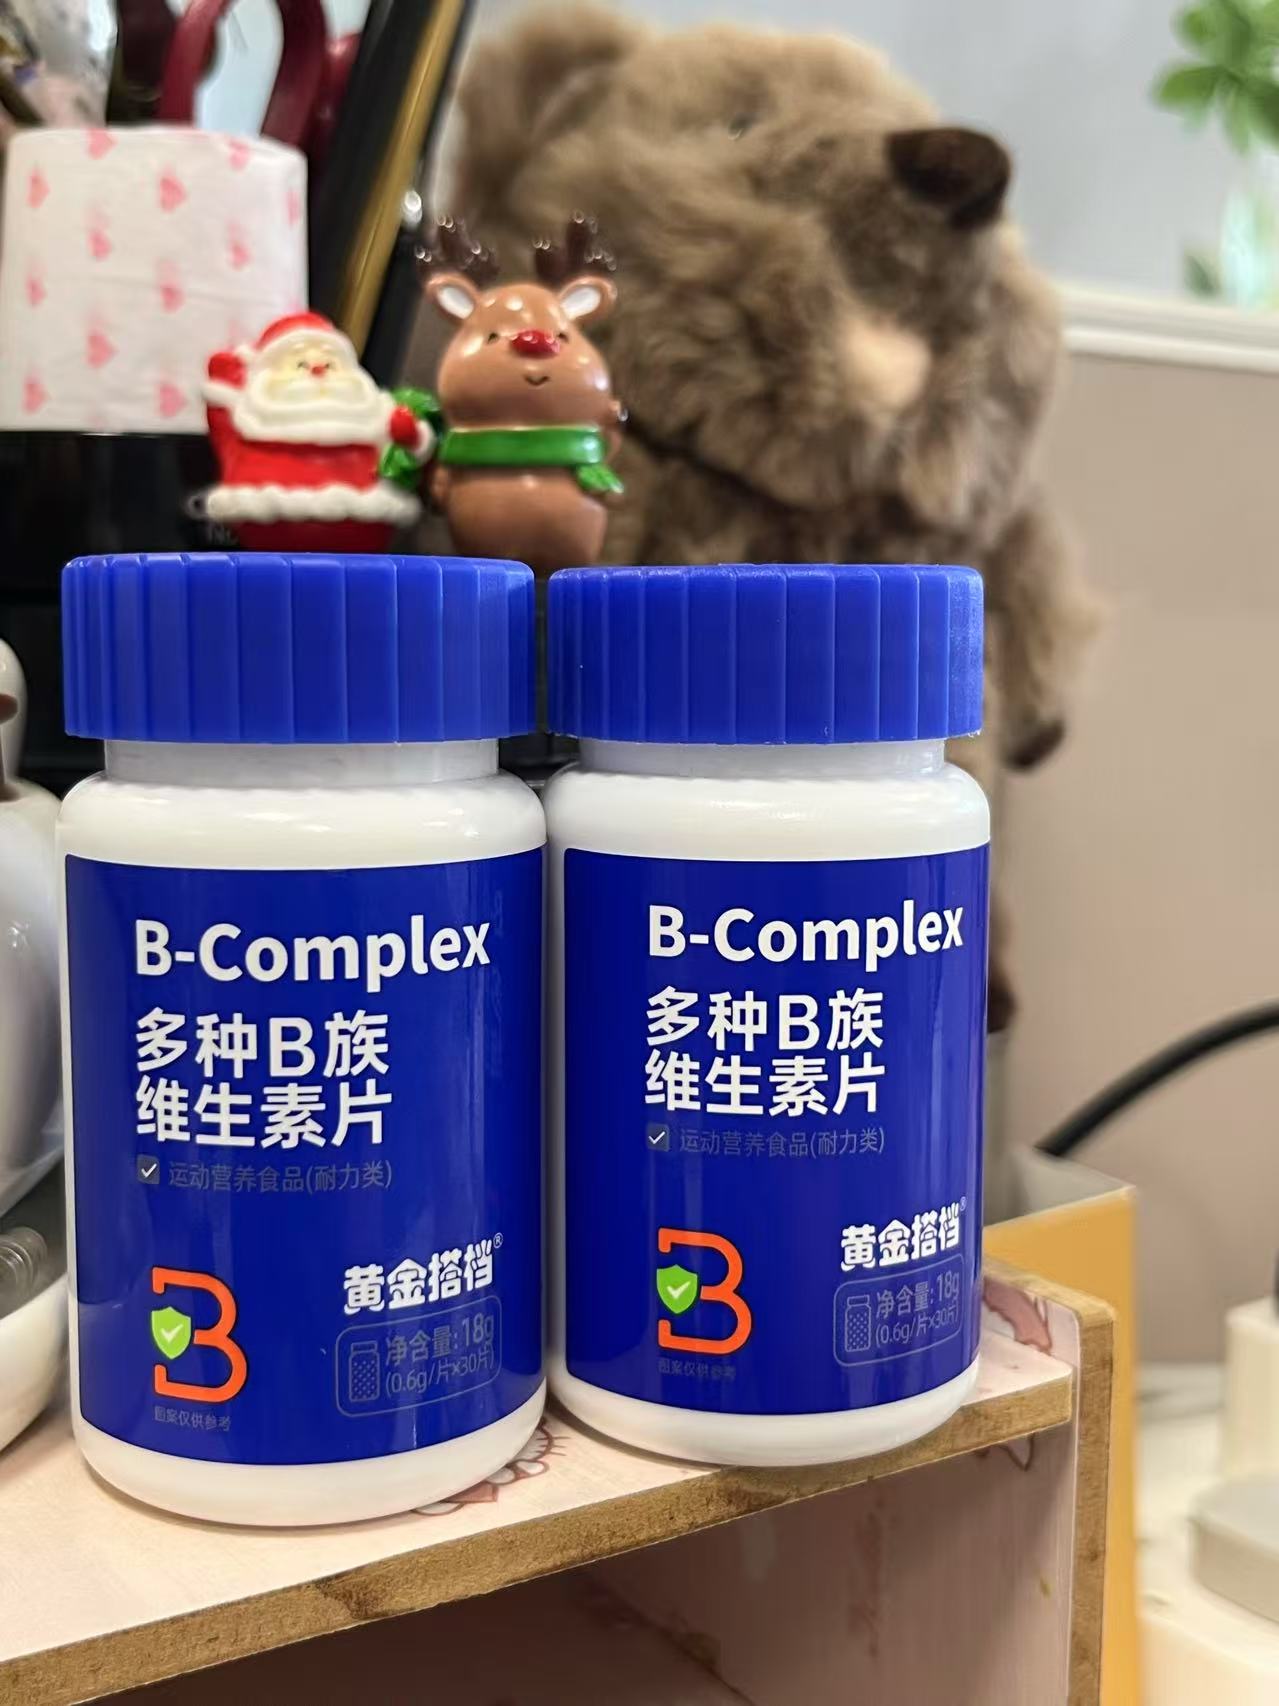 B-Complex
多种B族
维生素片
运动营养食品(耐力类)
黄金搭档®
净含量:18g
(0.6g/片×30片)
图案仅供参考
B-Complex
多种B族
维生素片
运动营养食品(耐力类)
黄金搭档®
净含量:18g
(0.6g/片×30片)
图案仅供参考